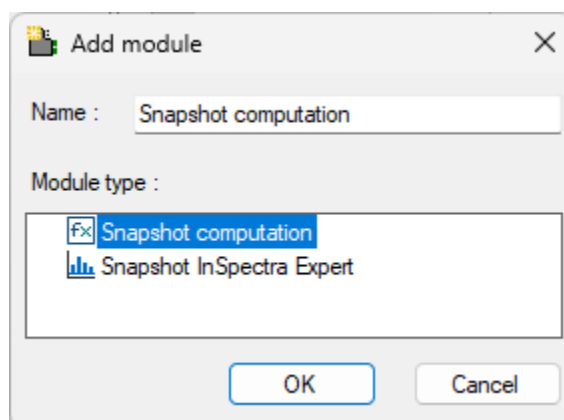 Add module
Name : Snapshot computation
Module type :
Snapshot computation
Snapshot InSpectra Expert
OK Cancel